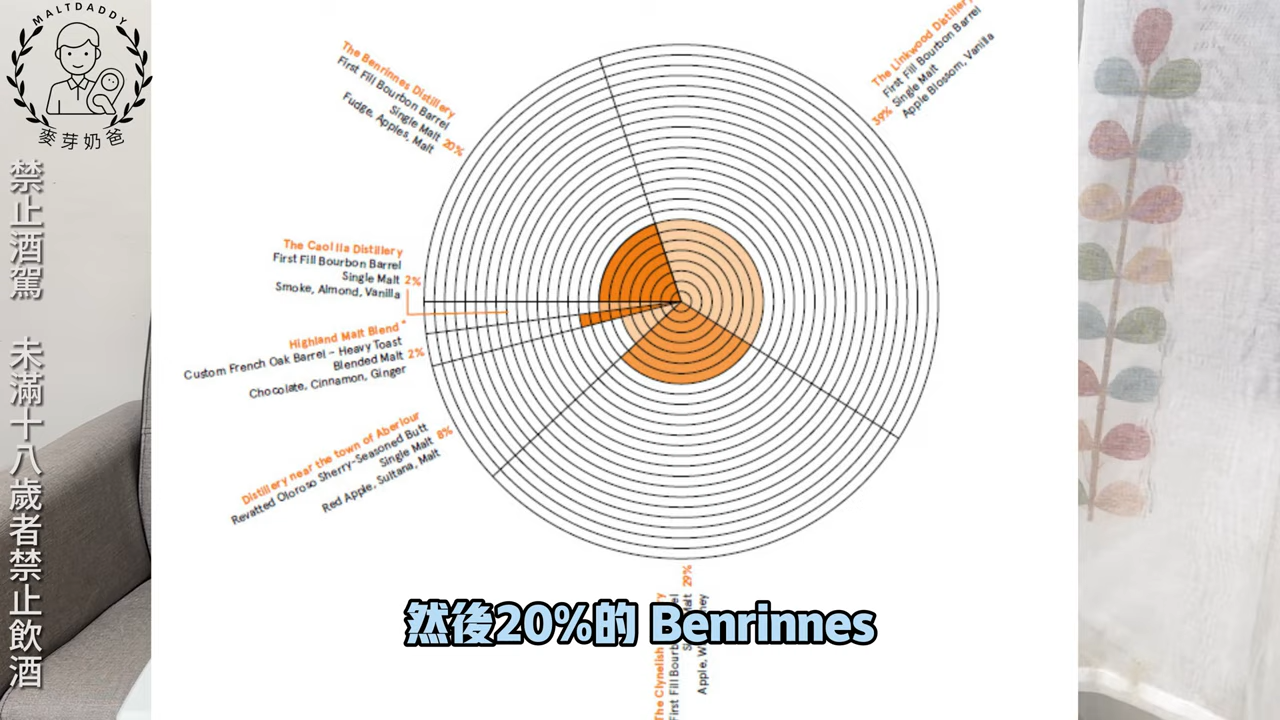 MALTDADDY
麥芽奶爸
禁止酒駕 未滿十八歲者禁止飲酒
The Benrinnes Distillery
First Fill Bourbon Barrel
Single Malt 20%
Fudge, Apples, Malt
The Linkwood Distillery
First Fill Bourbon Barrel
39% Single Malt
Apple Blossom, Vanilla
The Caol Ila Distillery
First Fill Bourbon Barrel
Single Malt 2%
Smoke, Almond, Vanilla
Highland Malt Blend*
Custom French Oak Barrel – Heavy Toast
Blended Malt 2%
Chocolate, Cinnamon, Ginger
Distillery near the town of Aberlour
Revatted Oloroso Sherry-Seasoned Butt
Single Malt 8%
Red Apple, Sultana, Malt
The Clynelish
First Fill Bourb
29%
Apple, W
然後20%的 Benrinnes